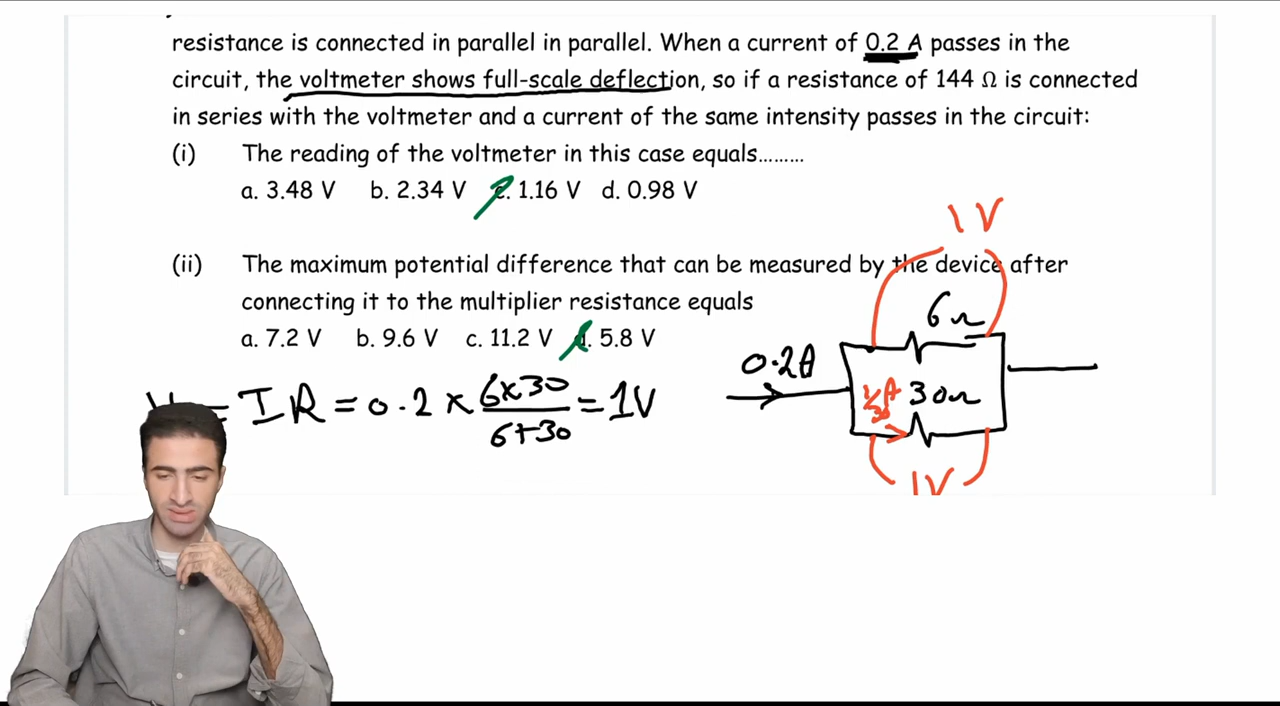 resistance is connected in parallel in parallel. When a current of 0.2 A passes in the
circuit, the voltmeter shows full-scale deflection, so if a resistance of 144 Ω is connected
in series with the voltmeter and a current of the same intensity passes in the circuit:
(i) The reading of the voltmeter in this case equals.........
a. 3.48 V b. 2.34 V c. 1.16 V d. 0.98 V
1V
(ii) The maximum potential difference that can be measured by the device after
connecting it to the multiplier resistance equals
6Ω
a. 7.2 V b. 9.6 V c. 11.2 V d. 5.8 V
0.2A
= IR = 0.2 × 6×30 / 6+30 = 1V
1/30 A 30Ω
1V